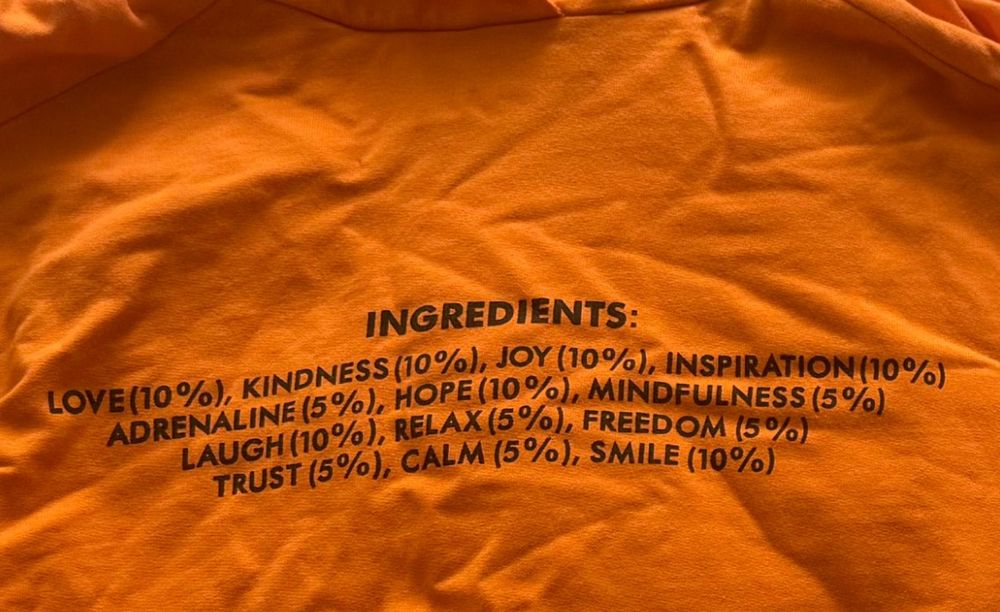 INGREDIENTS:
LOVE (10%), KINDNESS (10%), JOY (10%), INSPIRATION (10%)
ADRENALINE (5%), HOPE (10%), MINDFULNESS (5%)
LAUGH (10%), RELAX (5%), FREEDOM (5%)
TRUST (5%), CALM (5%), SMILE (10%)